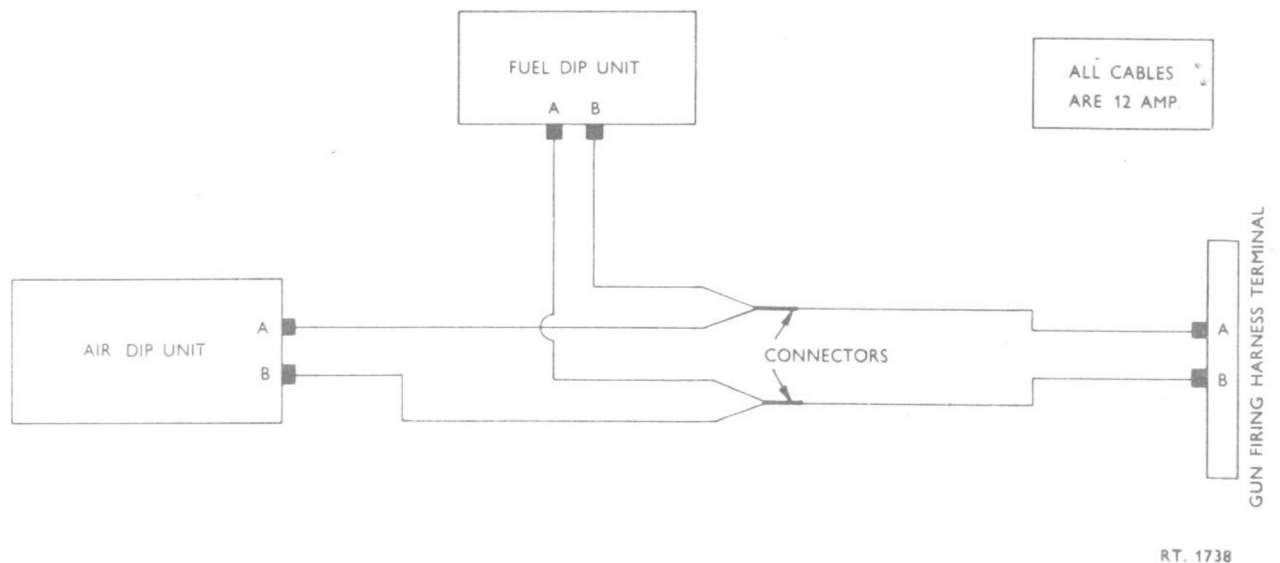 FUEL DIP UNIT
A B
ALL CABLES
ARE 12 AMP.
AIR DIP UNIT
A
B
CONNECTORS
A
B
GUN FIRING HARNESS TERMINAL
RT. 1738